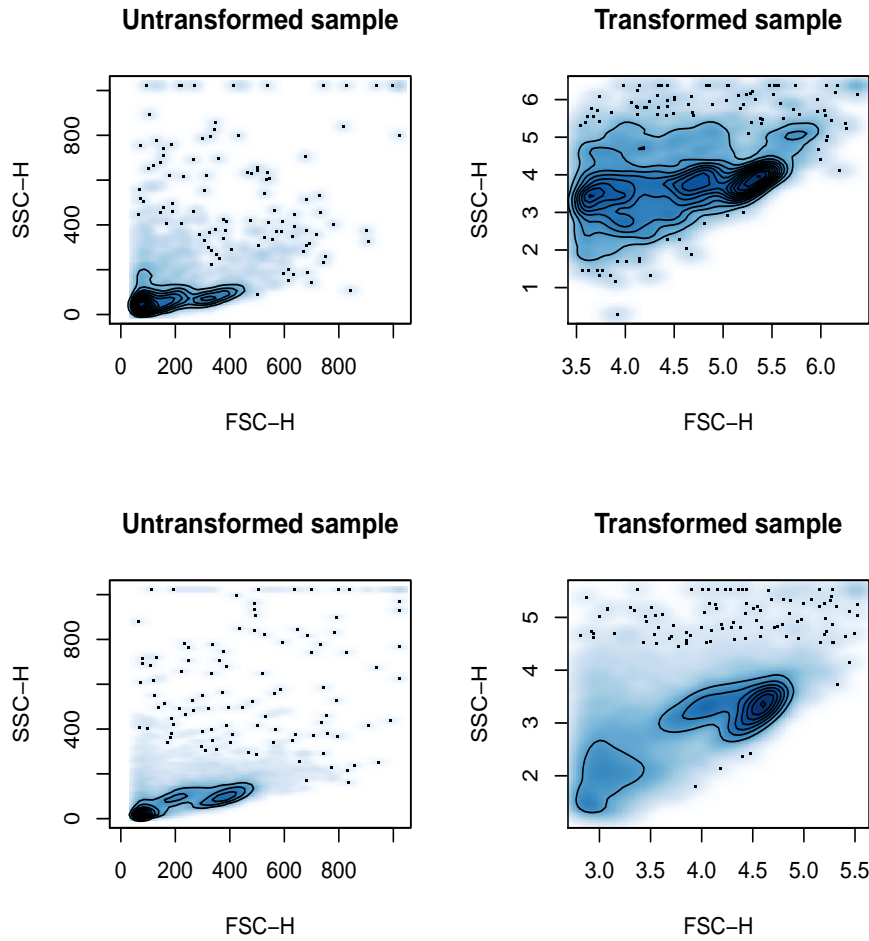 Untransformed sample
SSC−H
0 400 800
0 200 400 600 800
FSC−H
Transformed sample
SSC−H
1 2 3 4 5 6
3.5 4.0 4.5 5.0 5.5 6.0
FSC−H
Untransformed sample
SSC−H
0 400 800
0 200 400 600 800
FSC−H
Transformed sample
SSC−H
2 3 4 5
3.0 3.5 4.0 4.5 5.0 5.5
FSC−H